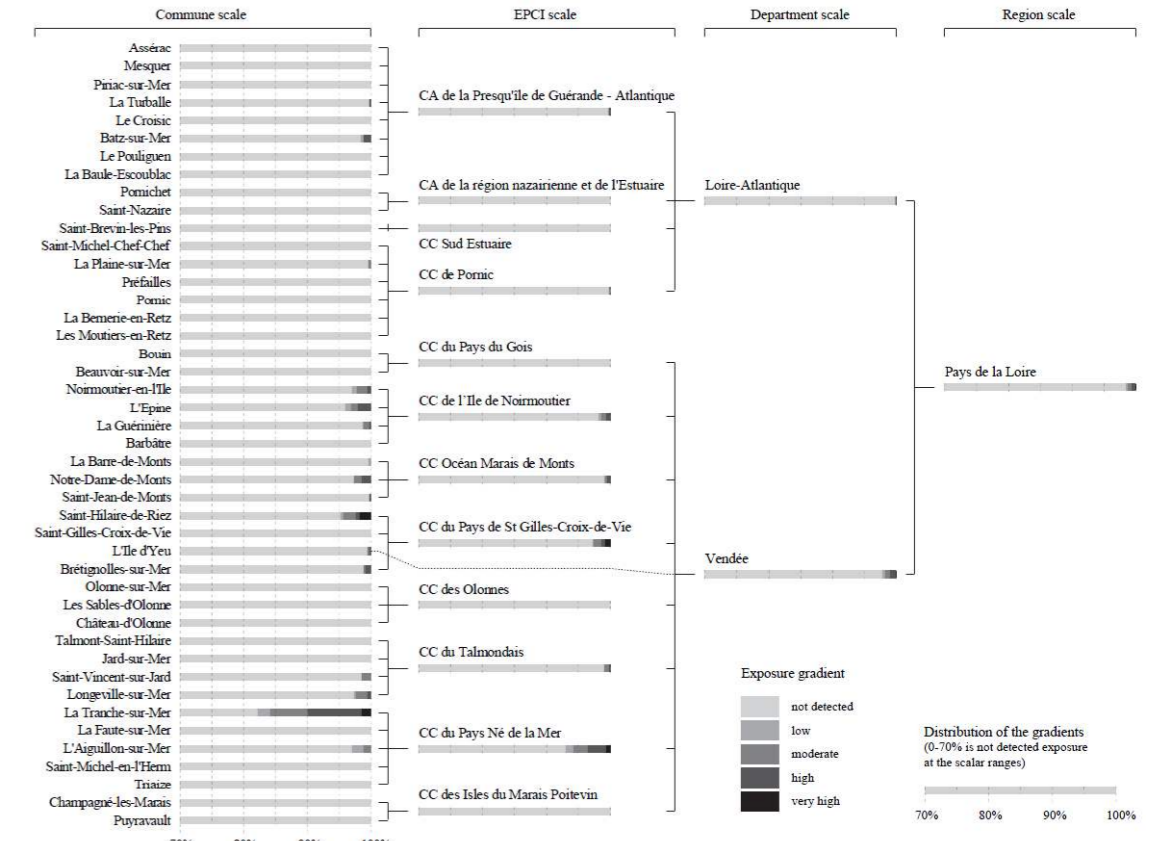 Commune scale
EPCI scale
Department scale
Region scale
Assérac
Mesquer
Piriac-sur-Mer
La Turballe
Le Croisic
Batz-sur-Mer
Le Pouliguen
La Baule-Escoublac
Pornichet
Saint-Nazaire
Saint-Brevin-les-Pins
Saint-Michel-Chef-Chef
La Plaine-sur-Mer
Préfailles
Pornic
La Bernerie-en-Retz
Les Moutiers-en-Retz
Bouin
Beauvoir-sur-Mer
Noirmoutier-en-l'Ile
L'Epine
La Guérinière
Barbâtre
La Barre-de-Monts
Notre-Dame-de-Monts
Saint-Jean-de-Monts
Saint-Hilaire-de-Riez
Saint-Gilles-Croix-de-Vie
L'Ile d'Yeu
Brétignolles-sur-Mer
Olonne-sur-Mer
Les Sables-d'Olonne
Château-d'Olonne
Talmont-Saint-Hilaire
Jard-sur-Mer
Saint-Vincent-sur-Jard
Longeville-sur-Mer
La Tranche-sur-Mer
La Faute-sur-Mer
L'Aiguillon-sur-Mer
Saint-Michel-en-l'Herm
Triaize
Champagné-les-Marais
Puyravault
CA de la Presqu'île de Guérande - Atlantique
CA de la région nazairienne et de l'Estuaire
CC Sud Estuaire
CC de Pornic
CC du Pays du Gois
CC de l'Ile de Noirmoutier
CC Océan Marais de Monts
CC du Pays de St Gilles-Croix-de-Vie
CC des Olonnes
CC du Talmondais
CC du Pays Né de la Mer
CC des Isles du Marais Poitevin
Loire-Atlantique
Vendée
Pays de la Loire
Exposure gradient
not detected
low
moderate
high
very high
Distribution of the gradients
(0-70% is not detected exposure
at the scalar ranges)
70% 80% 90% 100%